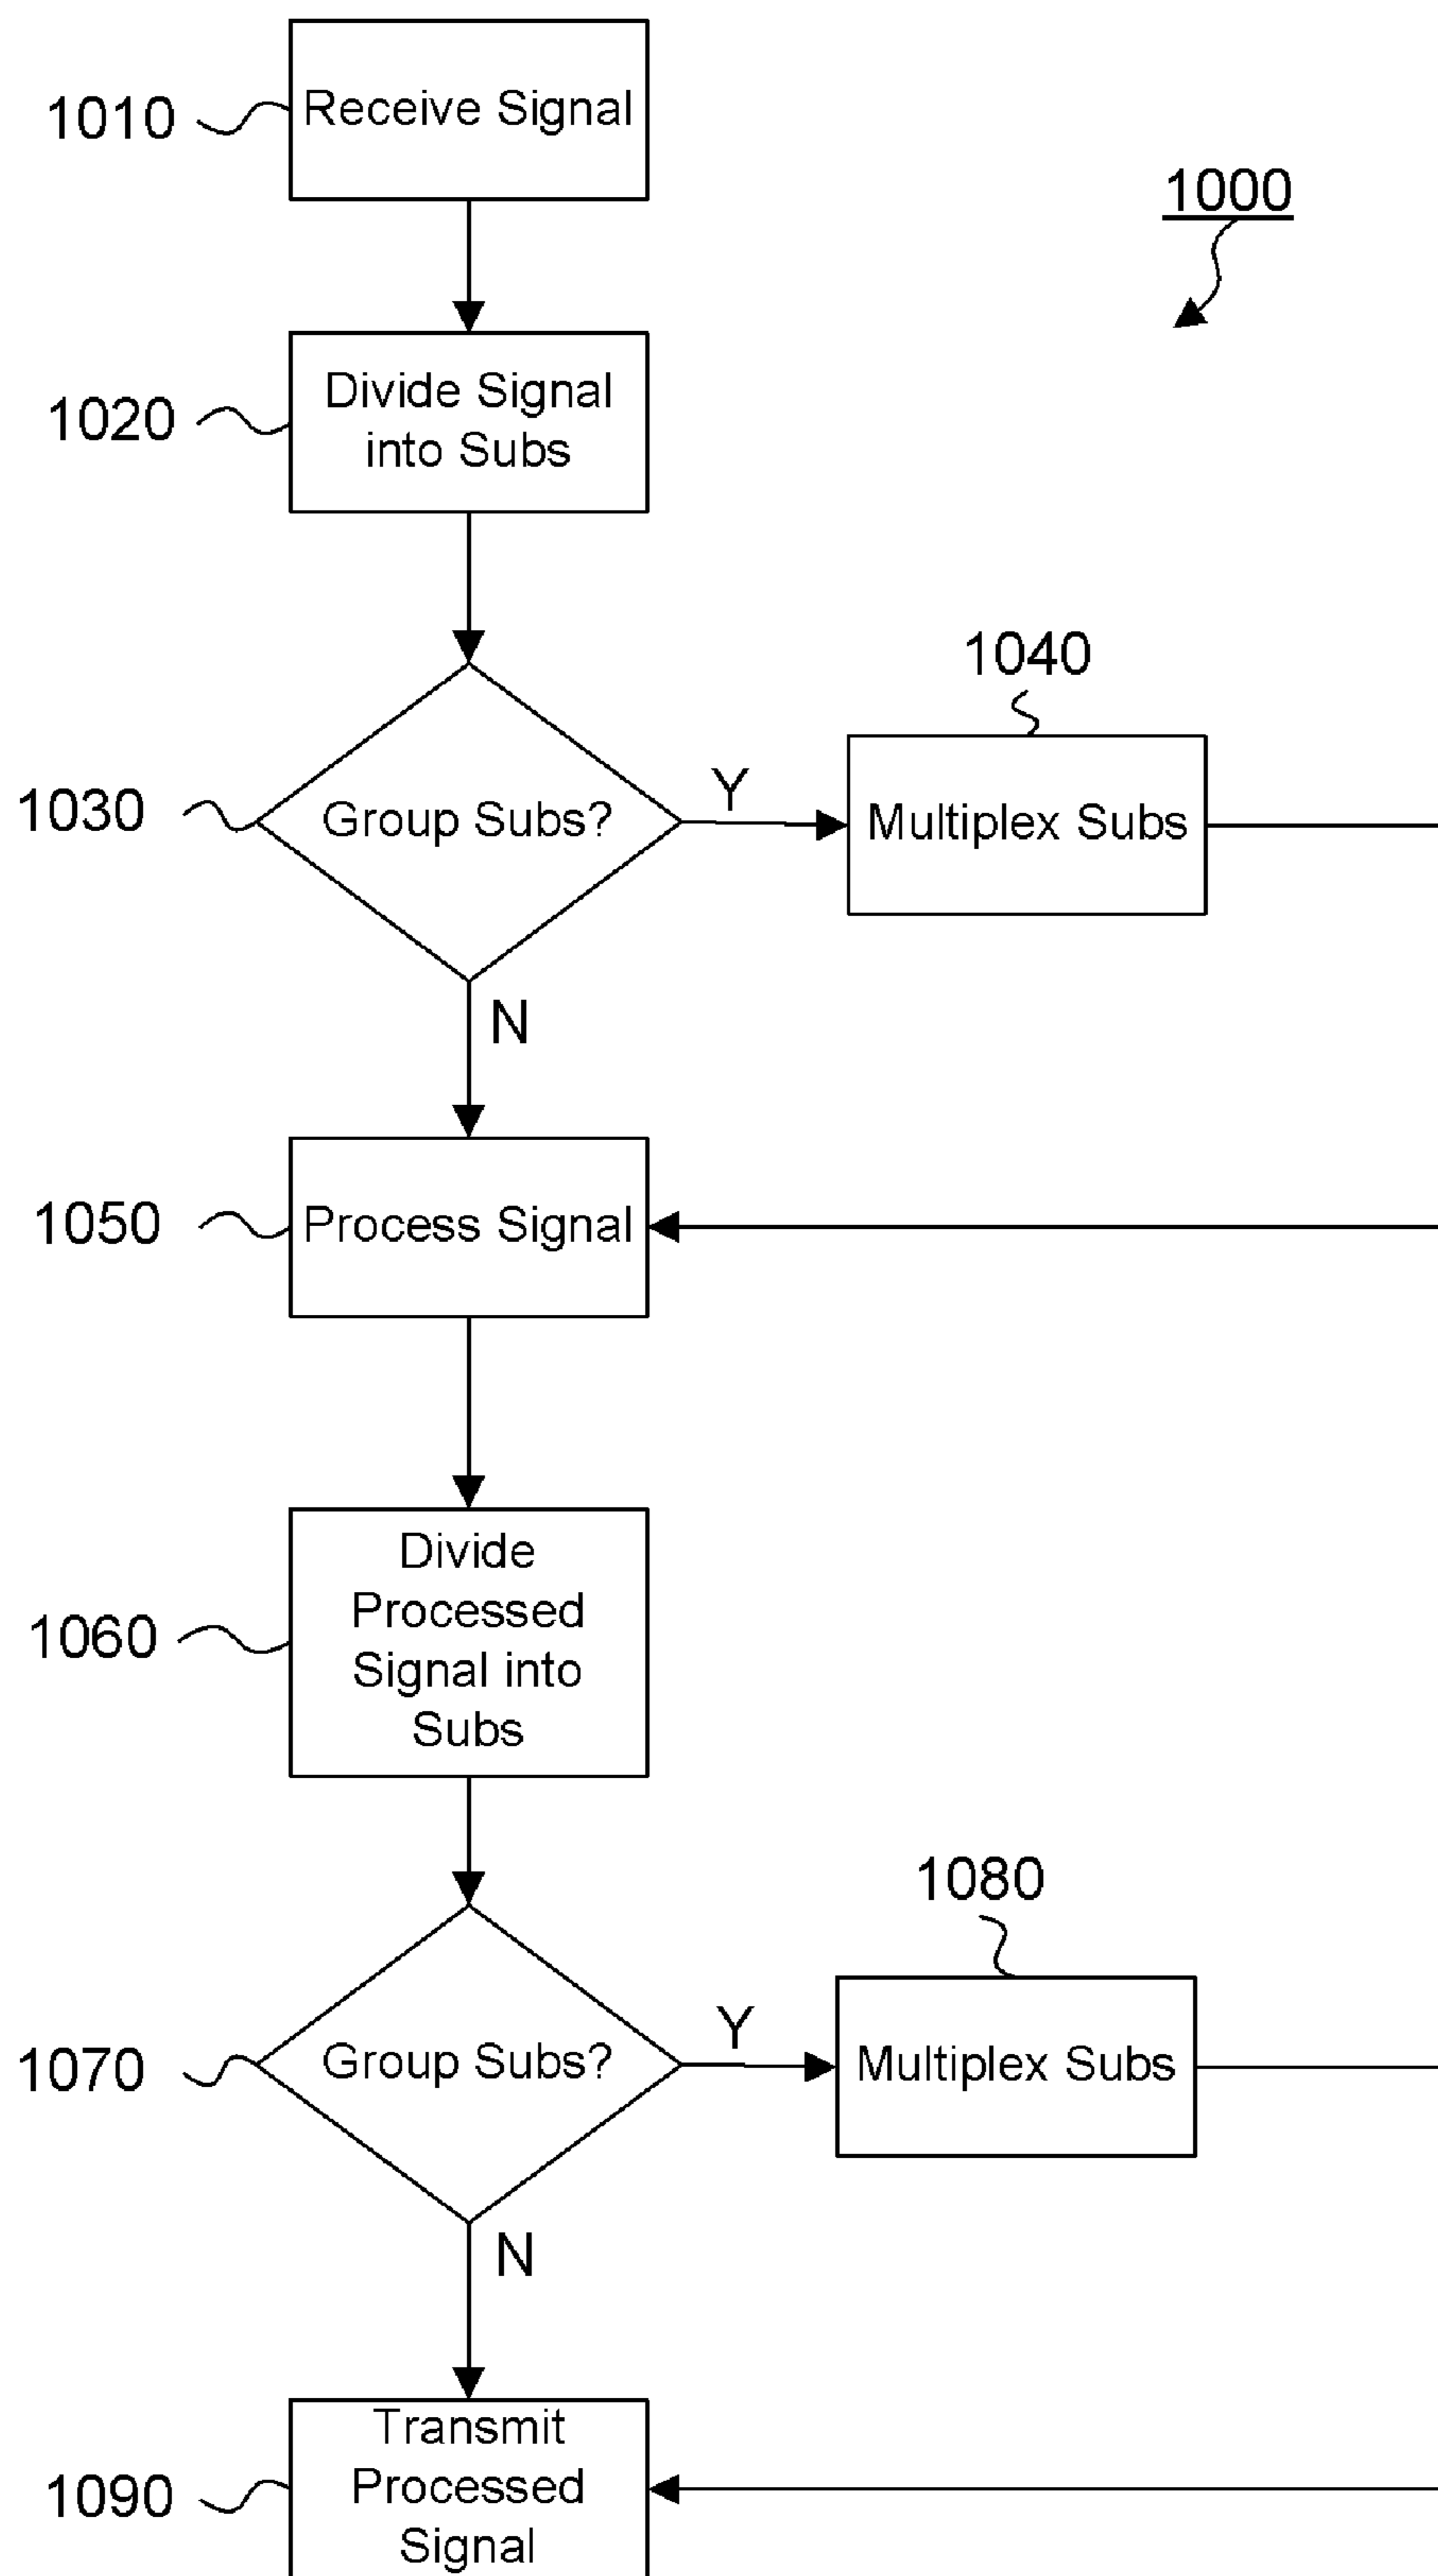 1010
Receive Signal
1000
1020
Divide Signal
into Subs
1040
1030
Group Subs?
Y
Multiplex Subs
N
1050
Process Signal
1060
Divide
Processed
Signal into
Subs
1080
1070
Group Subs?
Y
Multiplex Subs
N
1090
Transmit
Processed
Signal